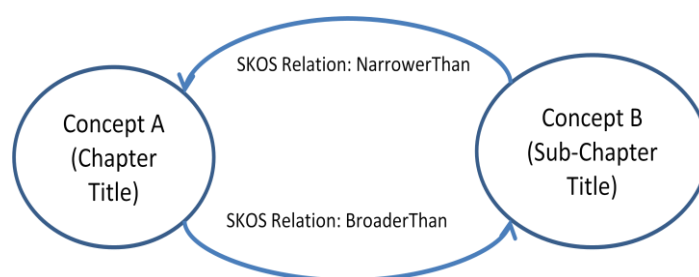 SKOS Relation: NarrowerThan
Concept A
(Chapter
Title)
Concept B
(Sub-Chapter
Title)
SKOS Relation: BroaderThan